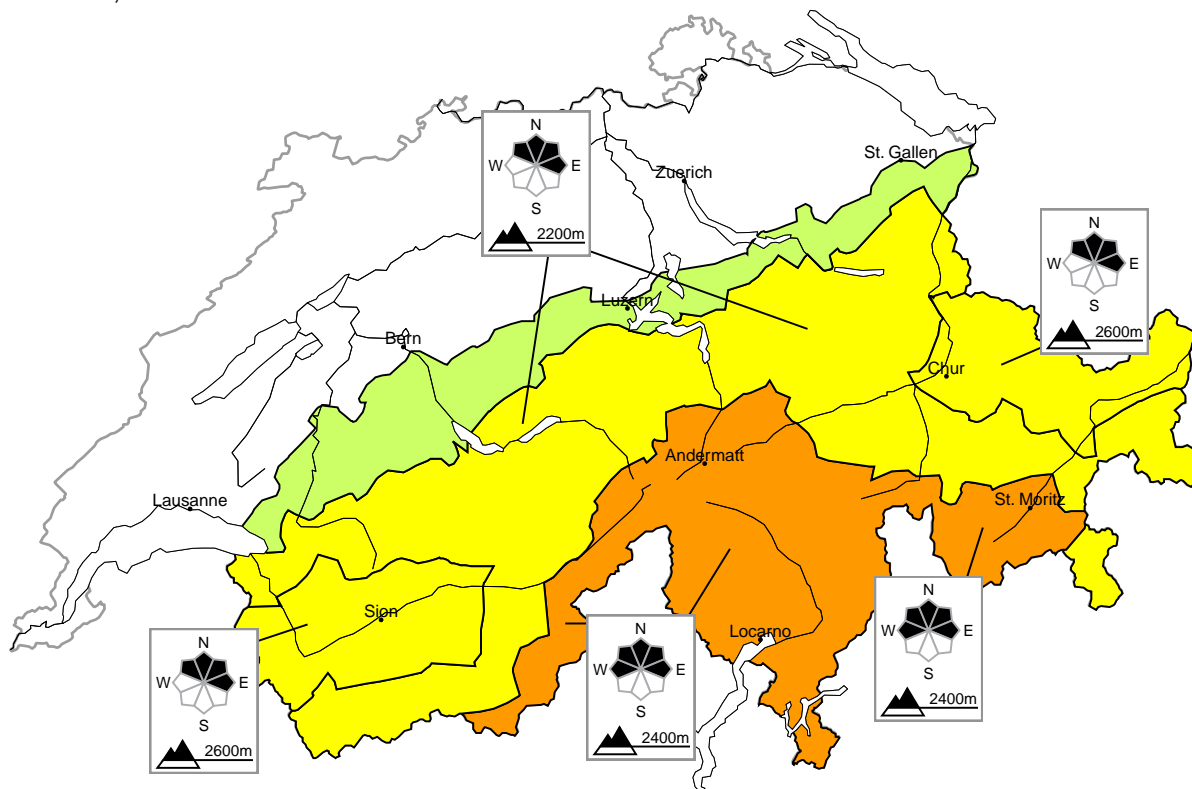 N
W E
S
2200m
St. Gallen
Zuerich
N
W E
S
2600m
Luzern
Bern
Chur
Andermatt
Lausanne
St. Moritz
N
W E
S
2400m
Sion
Locarno
N
W E
S
2600m
N
W E
S
2400m